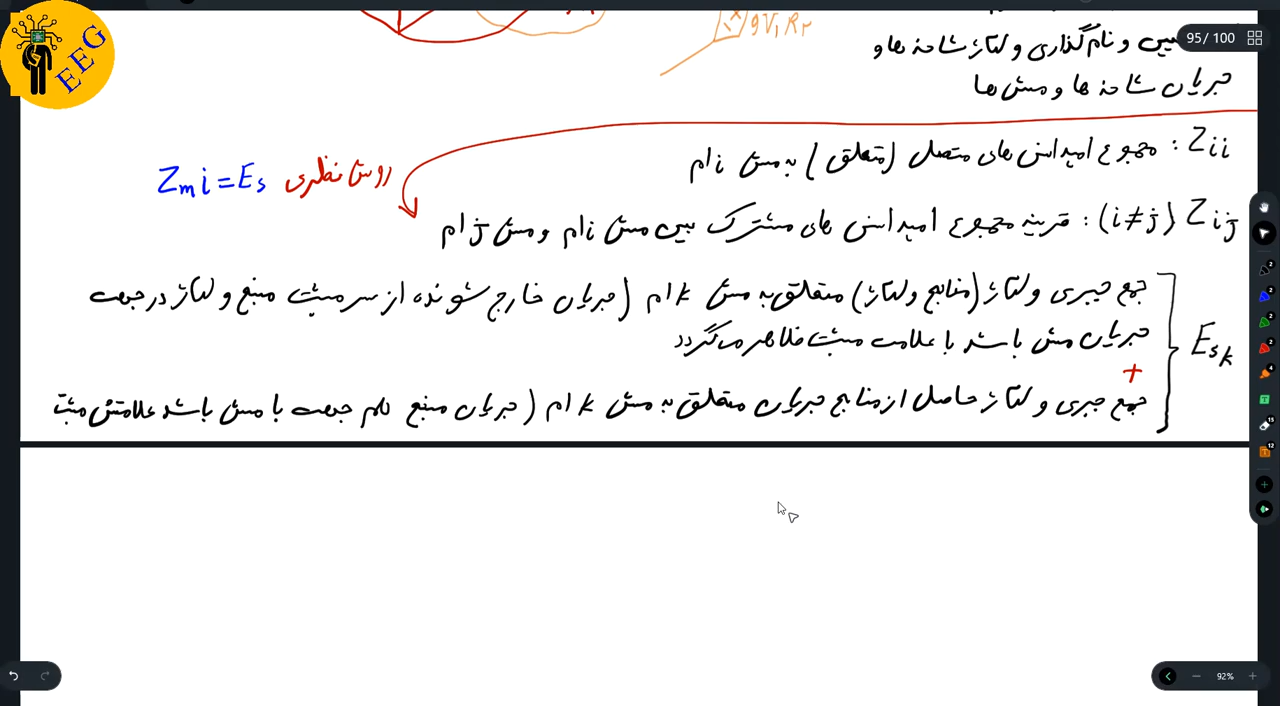 EEG
gV₁R₂
95/100
و نام‌گذاری ولتاژ شاخه ها و
جریان شاخه ها و مش ها
Zᵢᵢ : مجموع امپدانس های متصل (متعلق) به مش i ام
روش نظری Zₘ i = Eₛ
Zᵢⱼ (i≠j) : قرینه مجموع امپدانس های مشترک بین مش i ام و مش j ام
جمع جبری ولتاژ (منابع ولتاژ) متعلق به مش k ام (جریان خارج شونده از سر مثبت منبع ولتاژ در جهت
جریان مش باشد با علامت مثبت ظاهر می‌گردد
Eₛₖ
+
جمع جبری ولتاژ حاصل از منابع جریان متعلق به مش k ام (جریان منبع هم جهت با مش باشد علامتش مثبت
92%